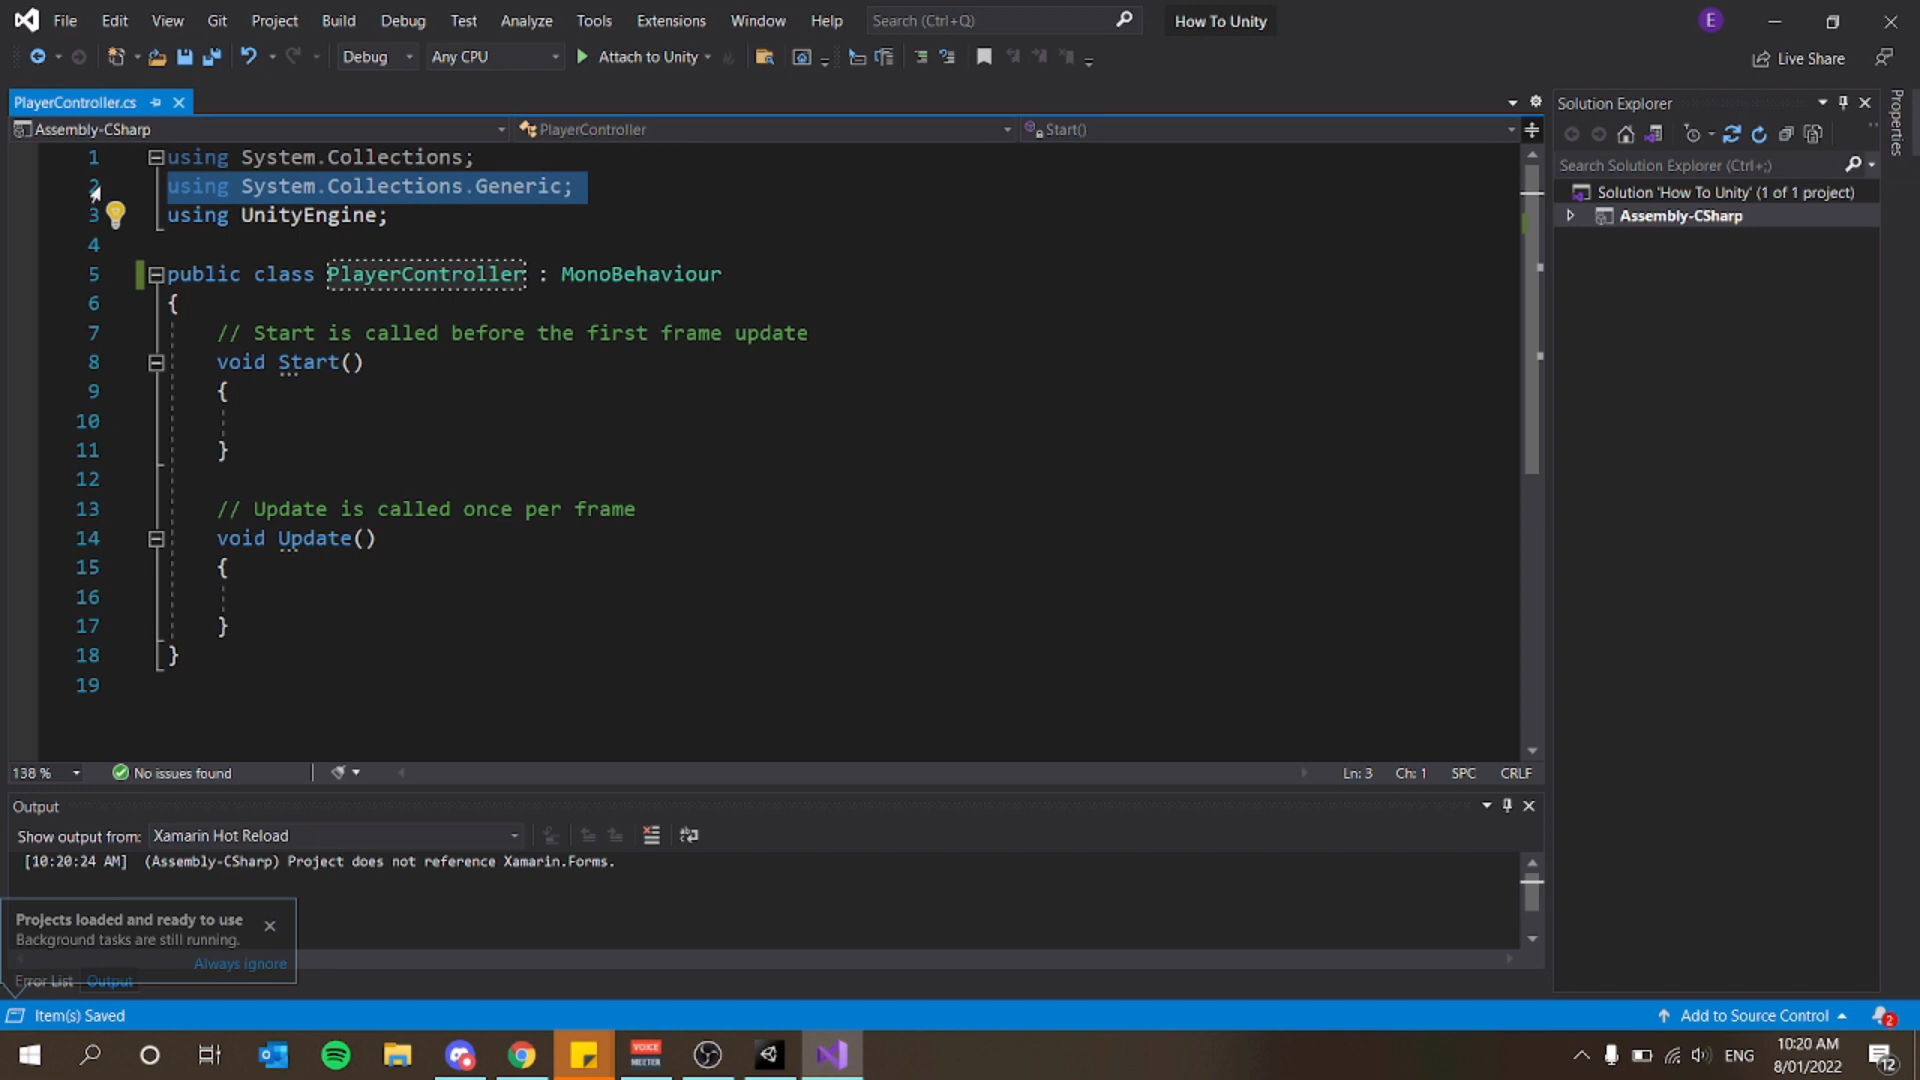 File Edit View Git Project Build Debug Test Analyze Tools Extensions Window Help Search (Ctrl+Q) How To Unity E
Debug Any CPU Attach to Unity Live Share
PlayerController.cs
Assembly-CSharp PlayerController Start()
1 using System.Collections;
2 using System.Collections.Generic;
3 using UnityEngine;
4
5 public class PlayerController : MonoBehaviour
6 {
7 // Start is called before the first frame update
8 void Start()
9 {
10
11 }
12
13 // Update is called once per frame
14 void Update()
15 {
16
17 }
18 }
19
138 % No issues found Ln: 3 Ch: 1 SPC CRLF
Output
Show output from: Xamarin Hot Reload
[10:20:24 AM] (Assembly-CSharp) Project does not reference Xamarin.Forms.
Projects loaded and ready to use
Background tasks are still running.
Always ignore
Error List Output
Solution Explorer
Search Solution Explorer (Ctrl+;)
Solution 'How To Unity' (1 of 1 project)
Assembly-CSharp
Properties
Item(s) Saved Add to Source Control 2
VOICE
MEETER
ENG
10:20 AM
8/01/2022
12